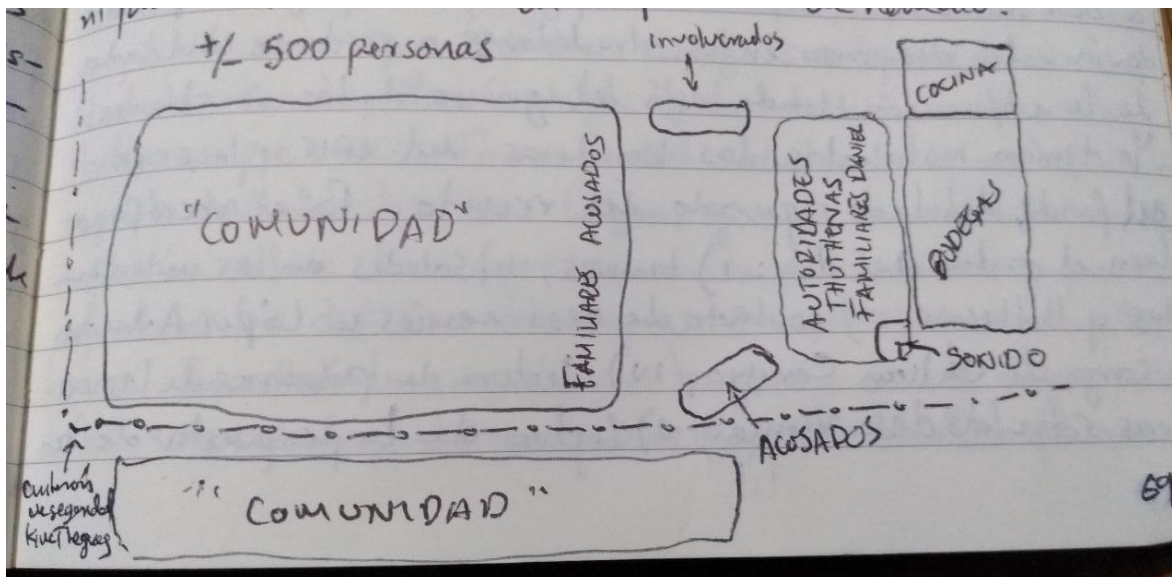 +/- 500 personas
involucrados
COCINA
"COMUNIDAD"
FAMILIARES ACOSADOS
AUTORIDADES
THUTHENAS
FAMILIARES DANIEL
BODEGAS
SONIDO
ACOSADOS
"COMUNIDAD"